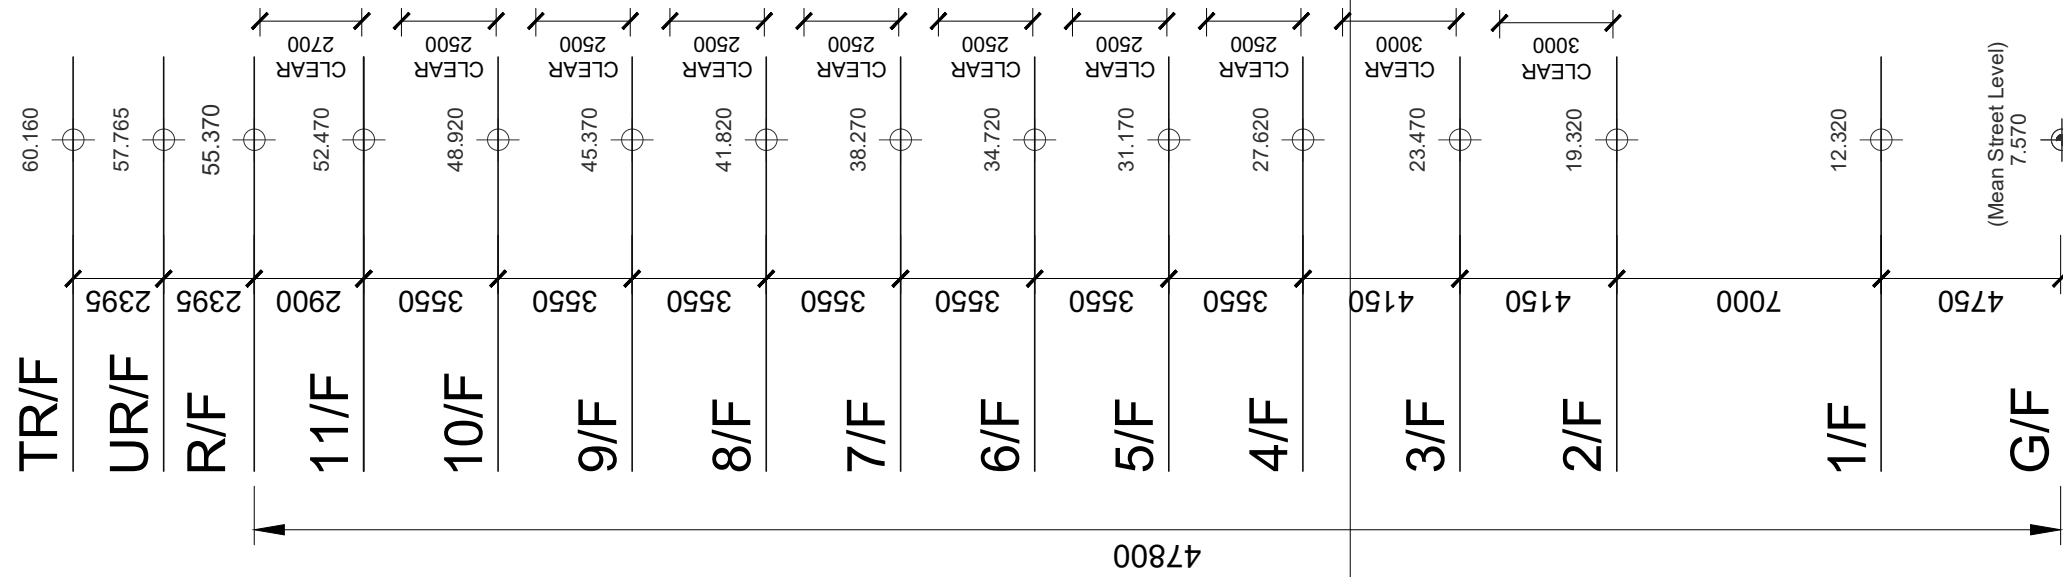 TR/F
60.160
2395
UR/F
57.765
2395
R/F
55.370
2900
CLEAR
2700
11/F
52.470
3550
CLEAR
2500
10/F
48.920
3550
CLEAR
2500
9/F
45.370
3550
CLEAR
2500
8/F
41.820
3550
CLEAR
2500
7/F
38.270
3550
CLEAR
2500
6/F
34.720
3550
CLEAR
2500
5/F
31.170
3550
CLEAR
2500
4/F
27.620
4150
CLEAR
3000
3/F
23.470
4150
CLEAR
3000
2/F
19.320
7000
1/F
12.320
4750
G/F
(Mean Street Level)
7.570
47800